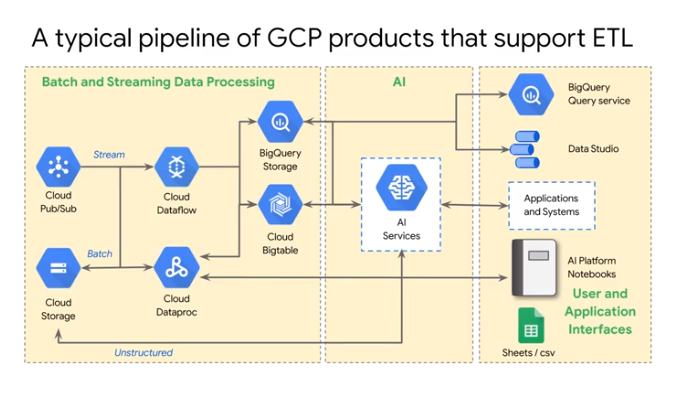 A typical pipeline of GCP products that support ETL
Batch and Streaming Data Processing
AI
Stream
Cloud
Pub/Sub
Cloud
Dataflow
BigQuery
Storage
Cloud
Bigtable
Batch
Cloud
Storage
Cloud
Dataproc
Unstructured
AI
Services
BigQuery
Query service
Data Studio
Applications
and Systems
AI Platform
Notebooks
User and
Application
Interfaces
Sheets / csv